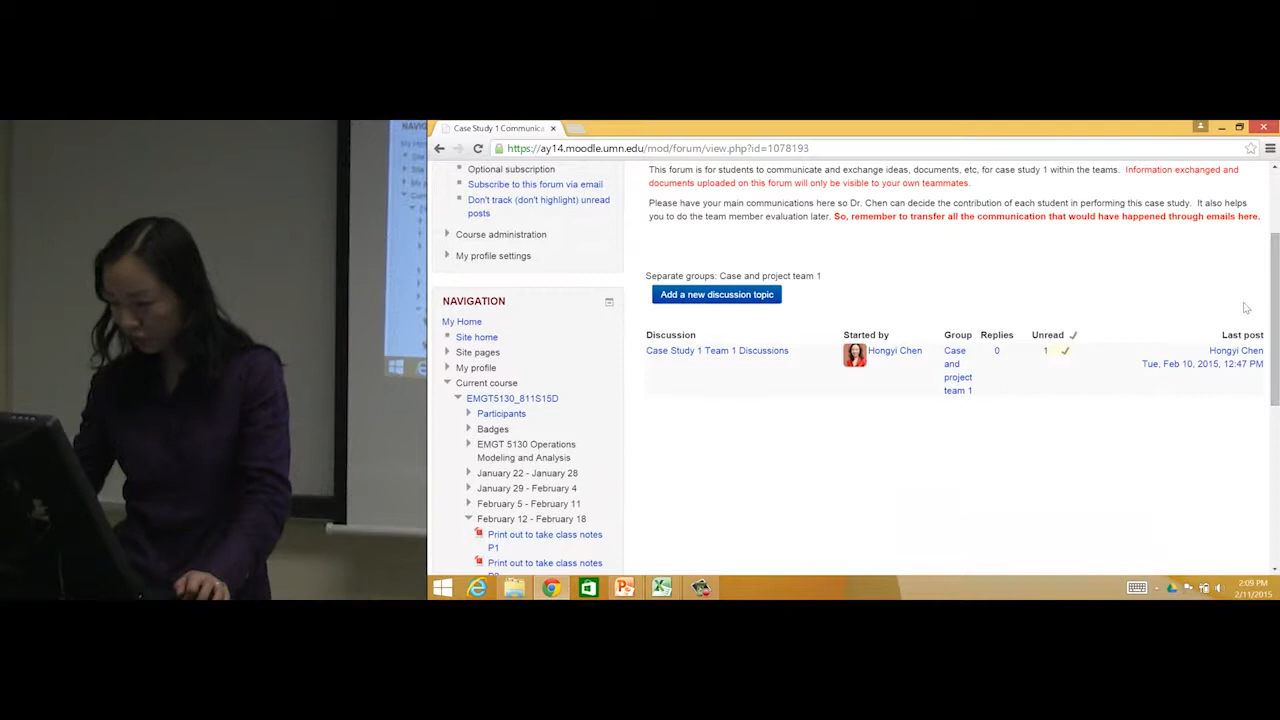 Case Study 1 Communica
https://ay14.moodle.umn.edu/mod/forum/view.php?id=1078193
Optional subscription
Subscribe to this forum via email
Don't track (don't highlight) unread
posts
Course administration
My profile settings
NAVIGATION
My Home
Site home
Site pages
My profile
Current course
EMGT5130_811S15D
Participants
Badges
EMGT 5130 Operations
Modeling and Analysis
January 22 - January 28
January 29 - February 4
February 5 - February 11
February 12 - February 18
Print out to take class notes
P1
Print out to take class notes
This forum is for students to communicate and exchange ideas, documents, etc, for case study 1 within the teams. Information exchanged and
documents uploaded on this forum will only be visible to your own teammates.
Please have your main communications here so Dr. Chen can decide the contribution of each student in performing this case study. It also helps
you to do the team member evaluation later. So, remember to transfer all the communication that would have happened through emails here.
Separate groups: Case and project team 1
Add a new discussion topic
Discussion Started by Group Replies Unread Last post
Case Study 1 Team 1 Discussions Hongyi Chen Case 0 1 Hongyi Chen
and Tue, Feb 10, 2015, 12:47 PM
project
team 1
2:09 PM
2/11/2015